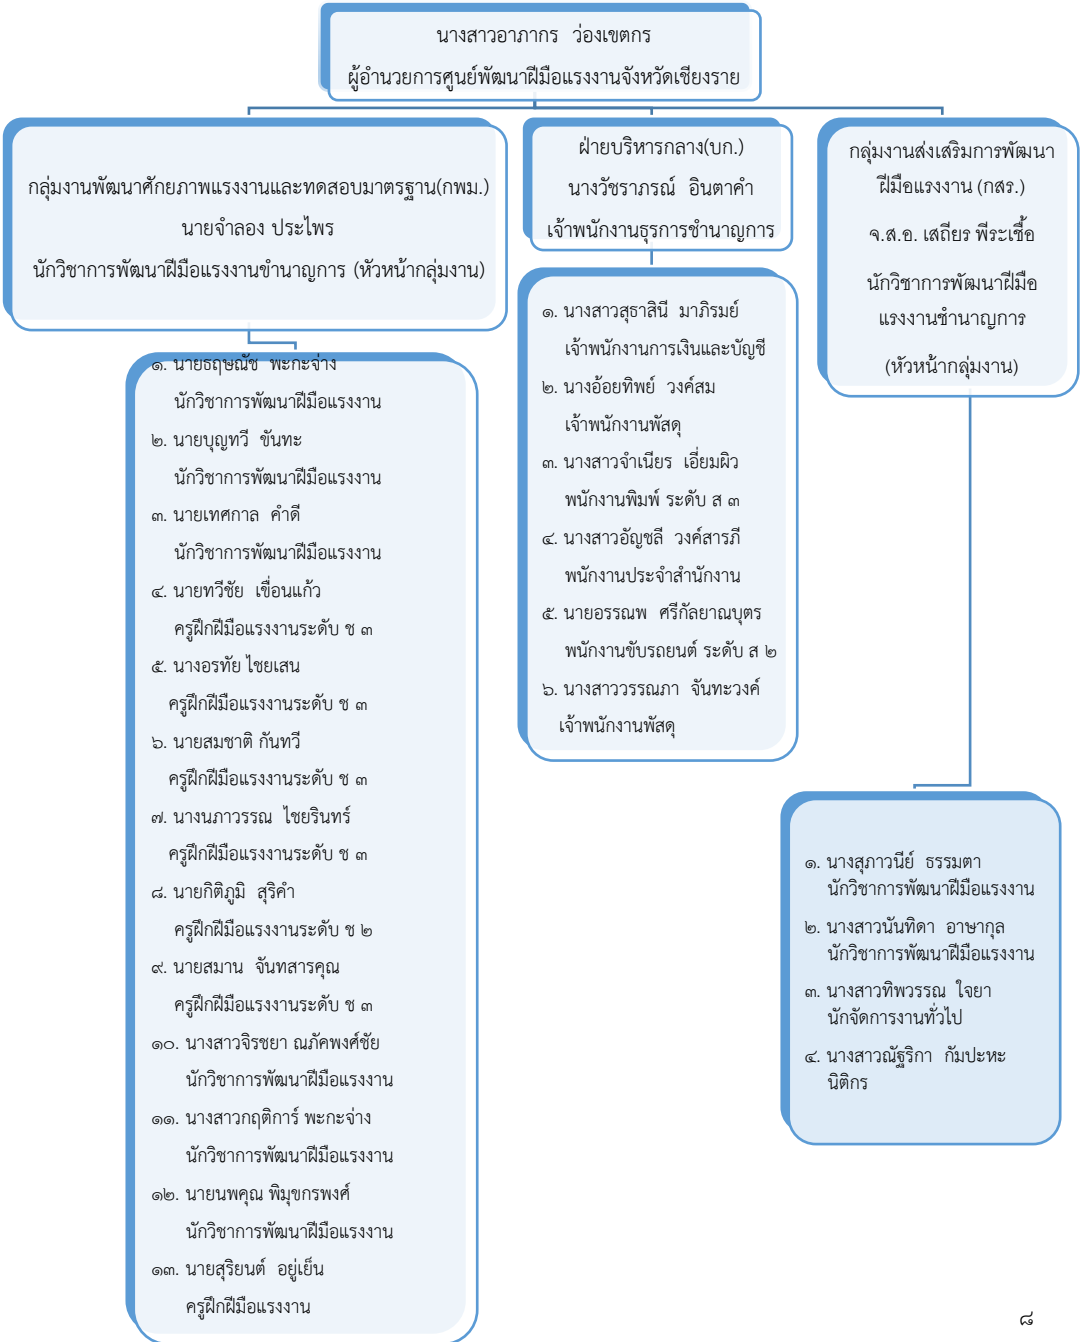 นางสาวอาภากร  ว่องเขตกร
ผู้อำนวยการศูนย์พัฒนาฝีมือแรงงานจังหวัดเชียงราย
กลุ่มงานพัฒนาศักยภาพแรงงานและทดสอบมาตรฐาน(กพม.)
นายจำลอง ประไพร
นักวิชาการพัฒนาฝีมือแรงงานขำนาญการ (หัวหน้ากลุ่มงาน)
ฝ่ายบริหารกลาง(บก.)
นางวัชราภรณ์  อินตาคำ
เจ้าพนักงานธุรการชำนาญการ
กลุ่มงานส่งเสริมการพัฒนา
ฝีมือแรงงาน (กสร.)
จ.ส.อ. เสถียร พีระเชื้อ
นักวิชาการพัฒนาฝีมือ
แรงงานชำนาญการ
(หัวหน้ากลุ่มงาน)
๑. นายธฤษณัช  พะกะจ่าง
นักวิชาการพัฒนาฝีมือแรงงาน
๒. นายบุญทวี  ขันทะ
นักวิชาการพัฒนาฝีมือแรงงาน
๓. นายเทศกาล  คำดี
นักวิชาการพัฒนาฝีมือแรงงาน
๔. นายทวีชัย  เขื่อนแก้ว
ครูฝึกฝีมือแรงงานระดับ ช ๓
๕. นางอรทัย ไชยเสน
ครูฝึกฝีมือแรงงานระดับ ช ๓
๖. นายสมชาติ กันทวี
ครูฝึกฝีมือแรงงานระดับ ช ๓
๗. นางนภาวรรณ  ไชยรินทร์
ครูฝึกฝีมือแรงงานระดับ ช ๓
๘. นายกิติภูมิ  สุริคำ
ครูฝึกฝีมือแรงงานระดับ ช ๒
๙. นายสมาน  จันทสารคุณ
ครูฝึกฝีมือแรงงานระดับ ช ๓
๑๐. นางสาวจิรชยา ณภัคพงศ์ชัย
นักวิชาการพัฒนาฝีมือแรงงาน
๑๑. นางสาวกฤติการ์ พะกะจ่าง
นักวิชาการพัฒนาฝีมือแรงงาน
๑๒. นายนพคุณ พิมุขกรพงศ์
นักวิชาการพัฒนาฝีมือแรงงาน
๑๓. นายสุริยนต์  อยู่เย็น
ครูฝึกฝีมือแรงงาน
๑. นางสาวสุธาสินี  มาภิรมย์
เจ้าพนักงานการเงินและบัญชี
๒. นางอ้อยทิพย์  วงค์สม
เจ้าพนักงานพัสดุ
๓. นางสาวจำเนียร  เอี่ยมผิว
พนักงานพิมพ์ ระดับ ส ๓
๔. นางสาวอัญชลี  วงค์สารภี
พนักงานประจำสำนักงาน
๕. นายอรรณพ  ศรีกัลยาณบุตร
พนักงานขับรถยนต์ ระดับ ส ๒
๖. นางสาววรรณภา  จันทะวงค์
เจ้าพนักงานพัสดุ
๑. นางสุภาวนีย์  ธรรมตา
นักวิชาการพัฒนาฝีมือแรงงาน
๒. นางสาวนันทิดา  อาษากุล
นักวิชาการพัฒนาฝีมือแรงงาน
๓. นางสาวทิพวรรณ  ใจยา
นักจัดการงานทั่วไป
๔. นางสาวณัฐริกา  กัมปะหะ
นิติกร
๘